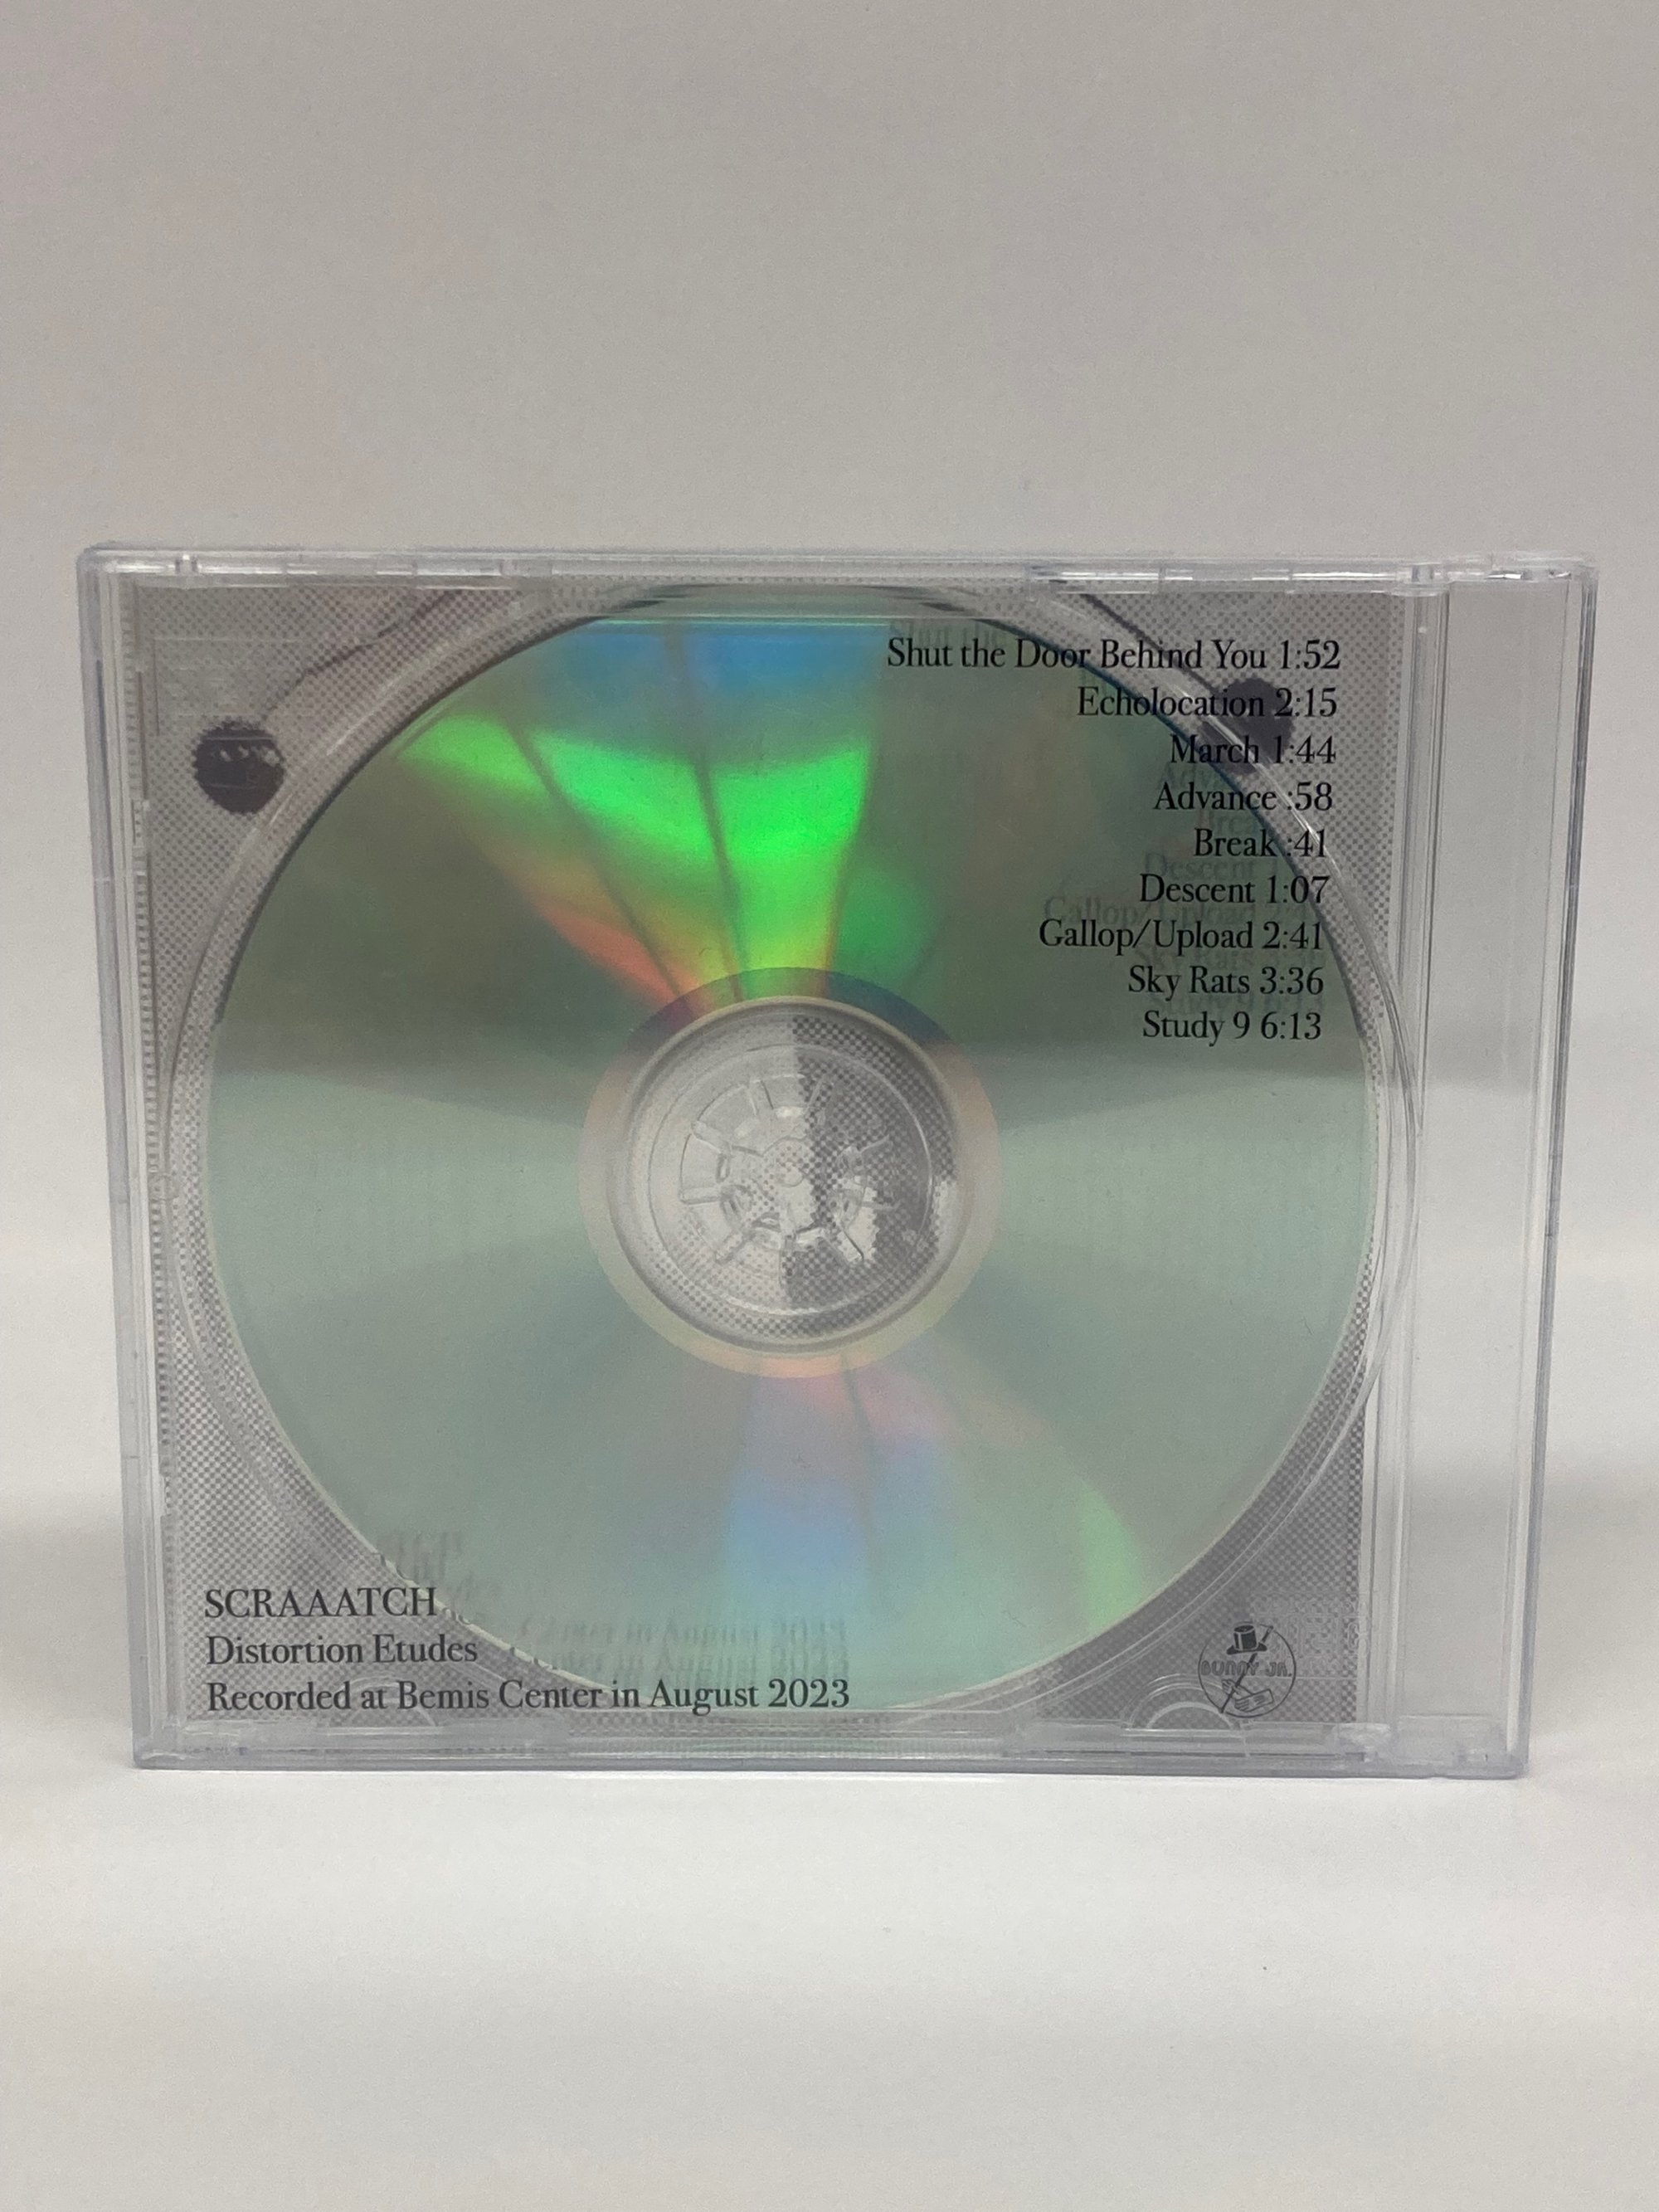 Shut the Door Behind You 1:52
Echolocation 2:15
March 1:44
Advance :58
Break :41
Descent 1:07
Gallop/Upload 2:41
Sky Rats 3:36
Study 9 6:13
SCRAAATCH
Distortion Etudes
Recorded at Bemis Center in August 2023
BUNNY JR.